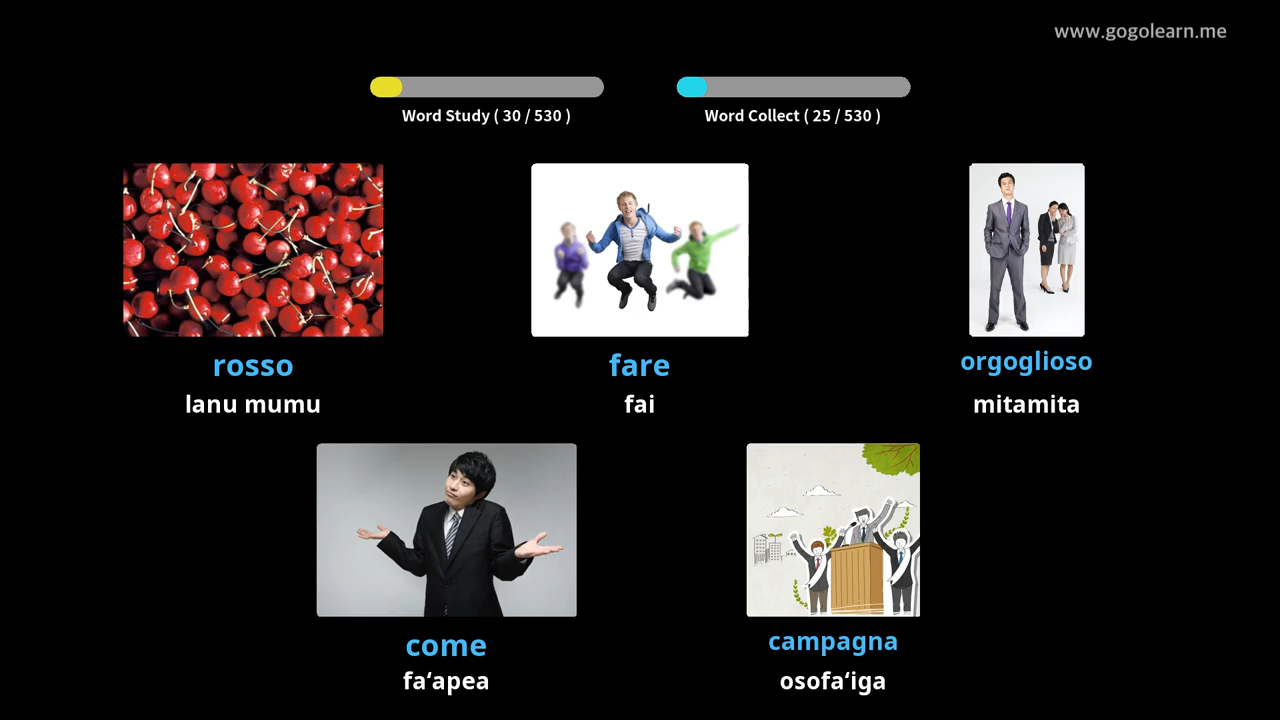 www.gogolearn.me
Word Study ( 30 / 530 )
Word Collect ( 25 / 530 )
rosso
lanu mumu
fare
fai
orgoglioso
mitamita
come
fa‘apea
campagna
osofa‘iga